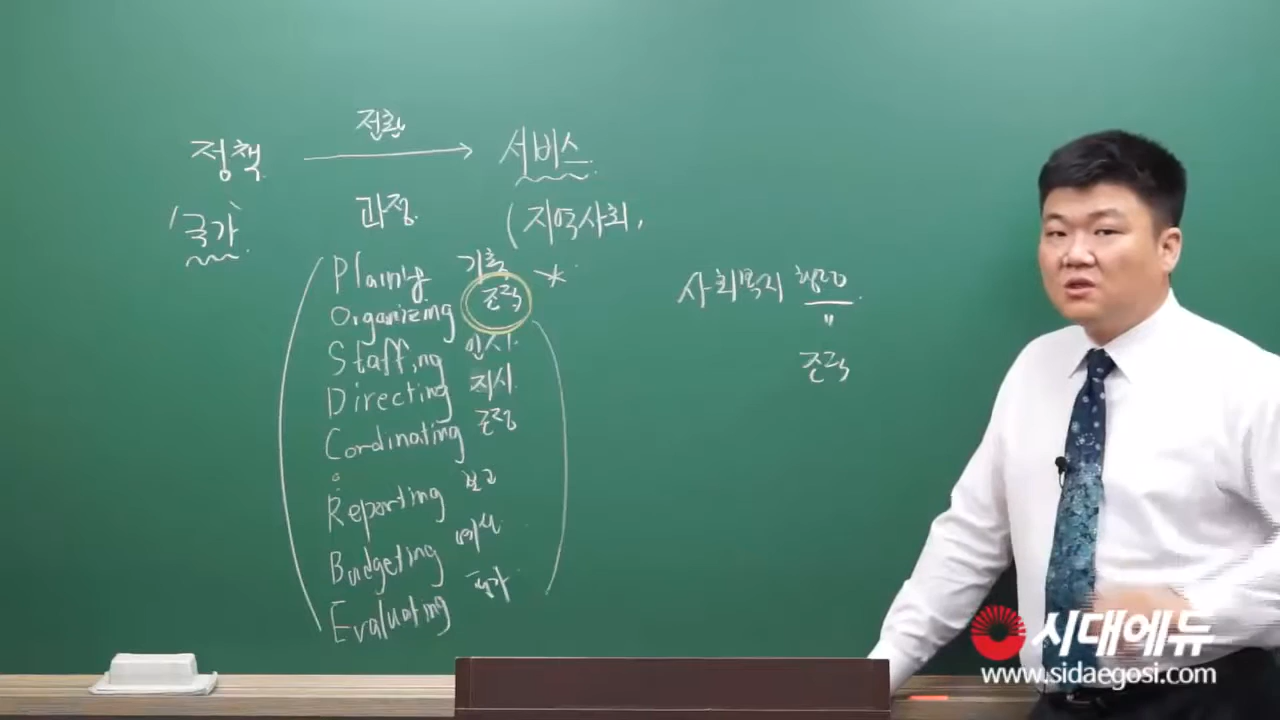 전환
정책 → 서비스
'국가' 과정 (지역사회,
Planing 기획 *
Organizing 조직
Staffing 인사
Directing 지시
Cordinating 조정
Reporting 보고
Budgeting 예산
Evaluating 평가
사회복지 행정
"
조직
시대에듀
www.sidaegosi.com